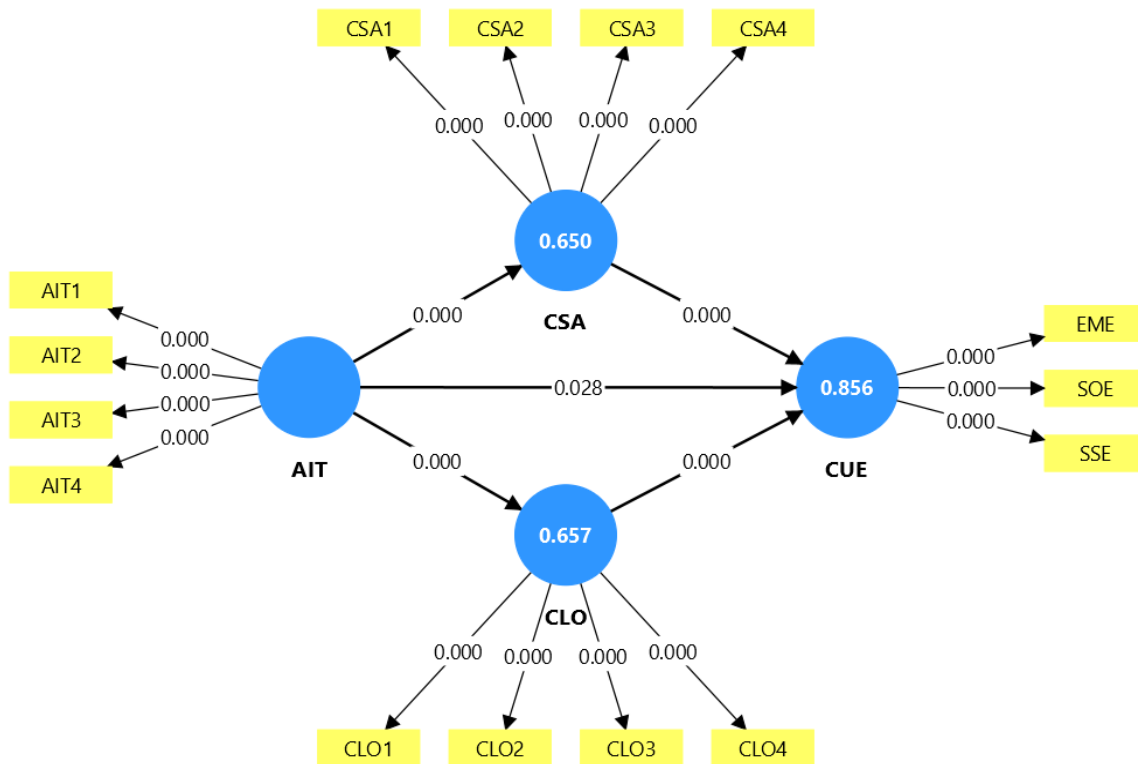 CSA1 CSA2 CSA3 CSA4
0.000 0.000 0.000 0.000
0.650
CSA
AIT1
AIT2
AIT3
AIT4
0.000
0.000
0.000
0.000
AIT
0.000
0.028
0.000
0.000
0.000
0.856
CUE
0.000
0.000
0.000
EME
SOE
SSE
0.657
CLO
0.000 0.000 0.000 0.000
CLO1 CLO2 CLO3 CLO4